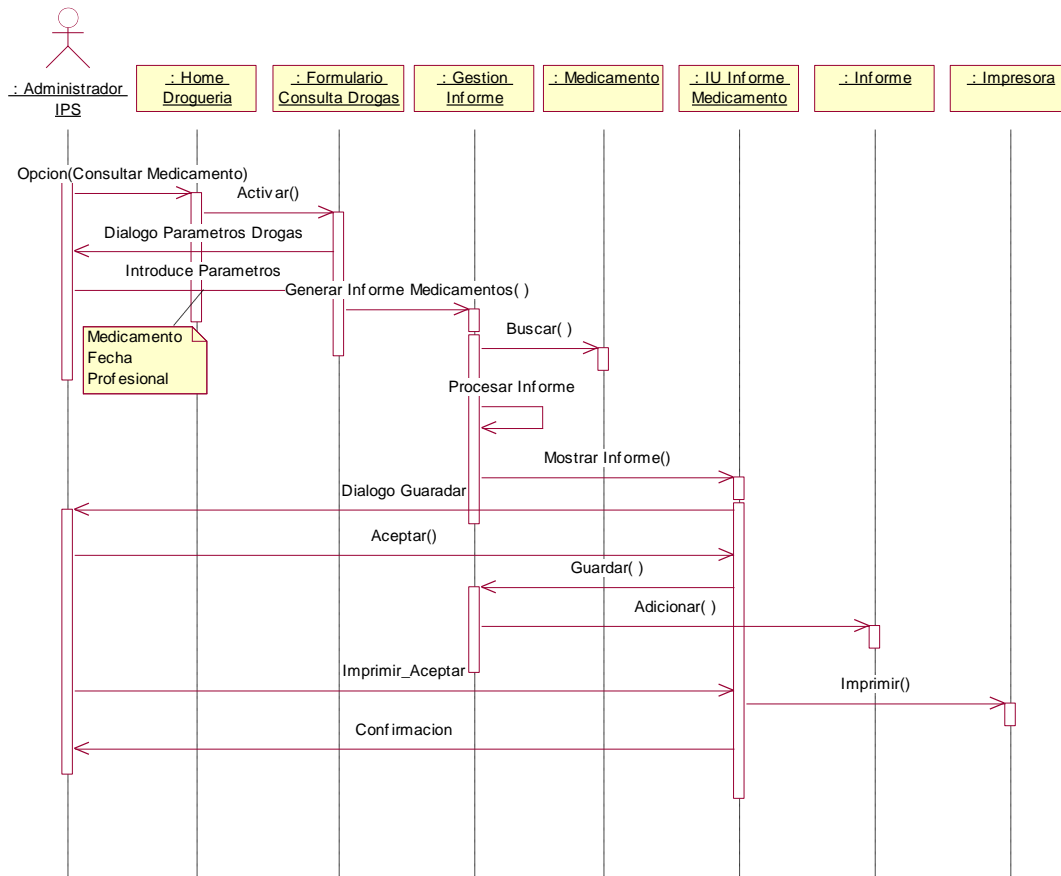 : Administrador
IPS
: Home
Drogueria
: Formulario
Consulta Drogas
: Gestion
Informe
: Medicamento
: IU Informe
Medicamento
: Informe
: Impresora
Opcion(Consultar Medicamento)
Activar()
Dialogo Parametros Drogas
Introduce Parametros
Generar Informe Medicamentos( )
Medicamento
Fecha
Profesional
Buscar( )
Procesar Informe
Mostrar Informe()
Dialogo Guaradar
Aceptar()
Guardar( )
Adicionar( )
Imprimir_Aceptar
Imprimir()
Confirmacion